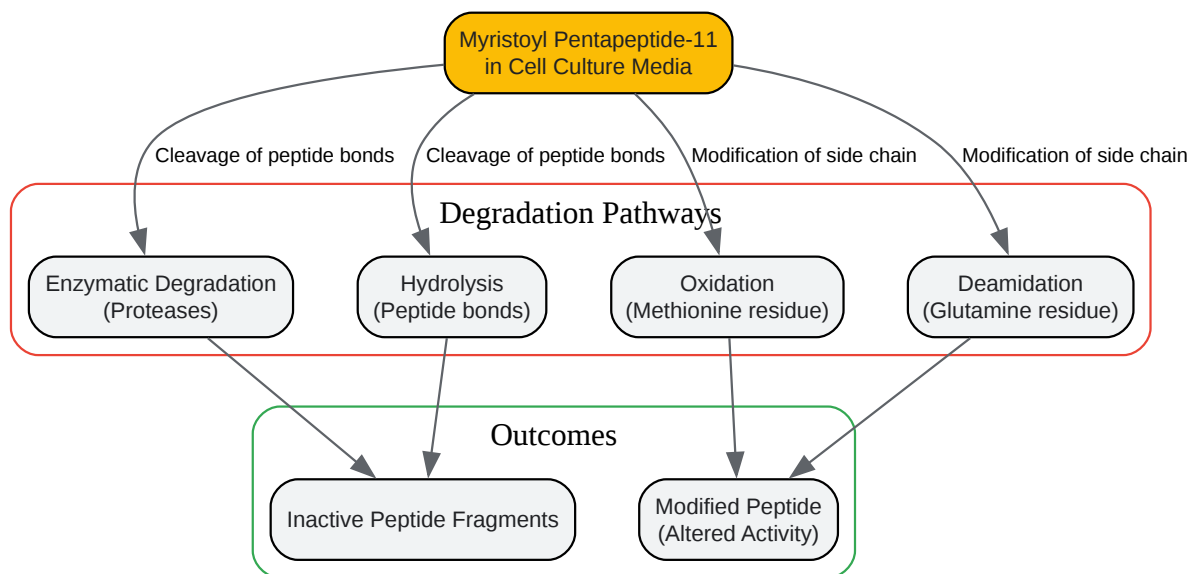 Myristoyl Pentapeptide-11
in Cell Culture Media
Cleavage of peptide bonds
Cleavage of peptide bonds
Modification of side chain
Modification of side chain
Degradation Pathways
Enzymatic Degradation
(Proteases)
Hydrolysis
(Peptide bonds)
Oxidation
(Methionine residue)
Deamidation
(Glutamine residue)
Outcomes
Inactive Peptide Fragments
Modified Peptide
(Altered Activity)